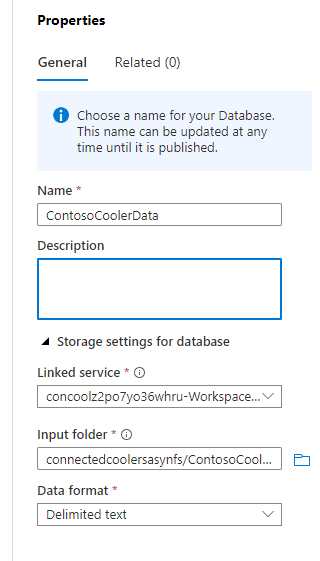 Properties
General Related (0)
Choose a name for your Database.
This name can be updated at any
time until it is published.
Name *
ContosoCoolerData
Description
Storage settings for database
Linked service *
concoolz2po7yo36whru-Workspace...
Input folder *
connectedcoolersasynfs/ContosoCool...
Data format *
Delimited text